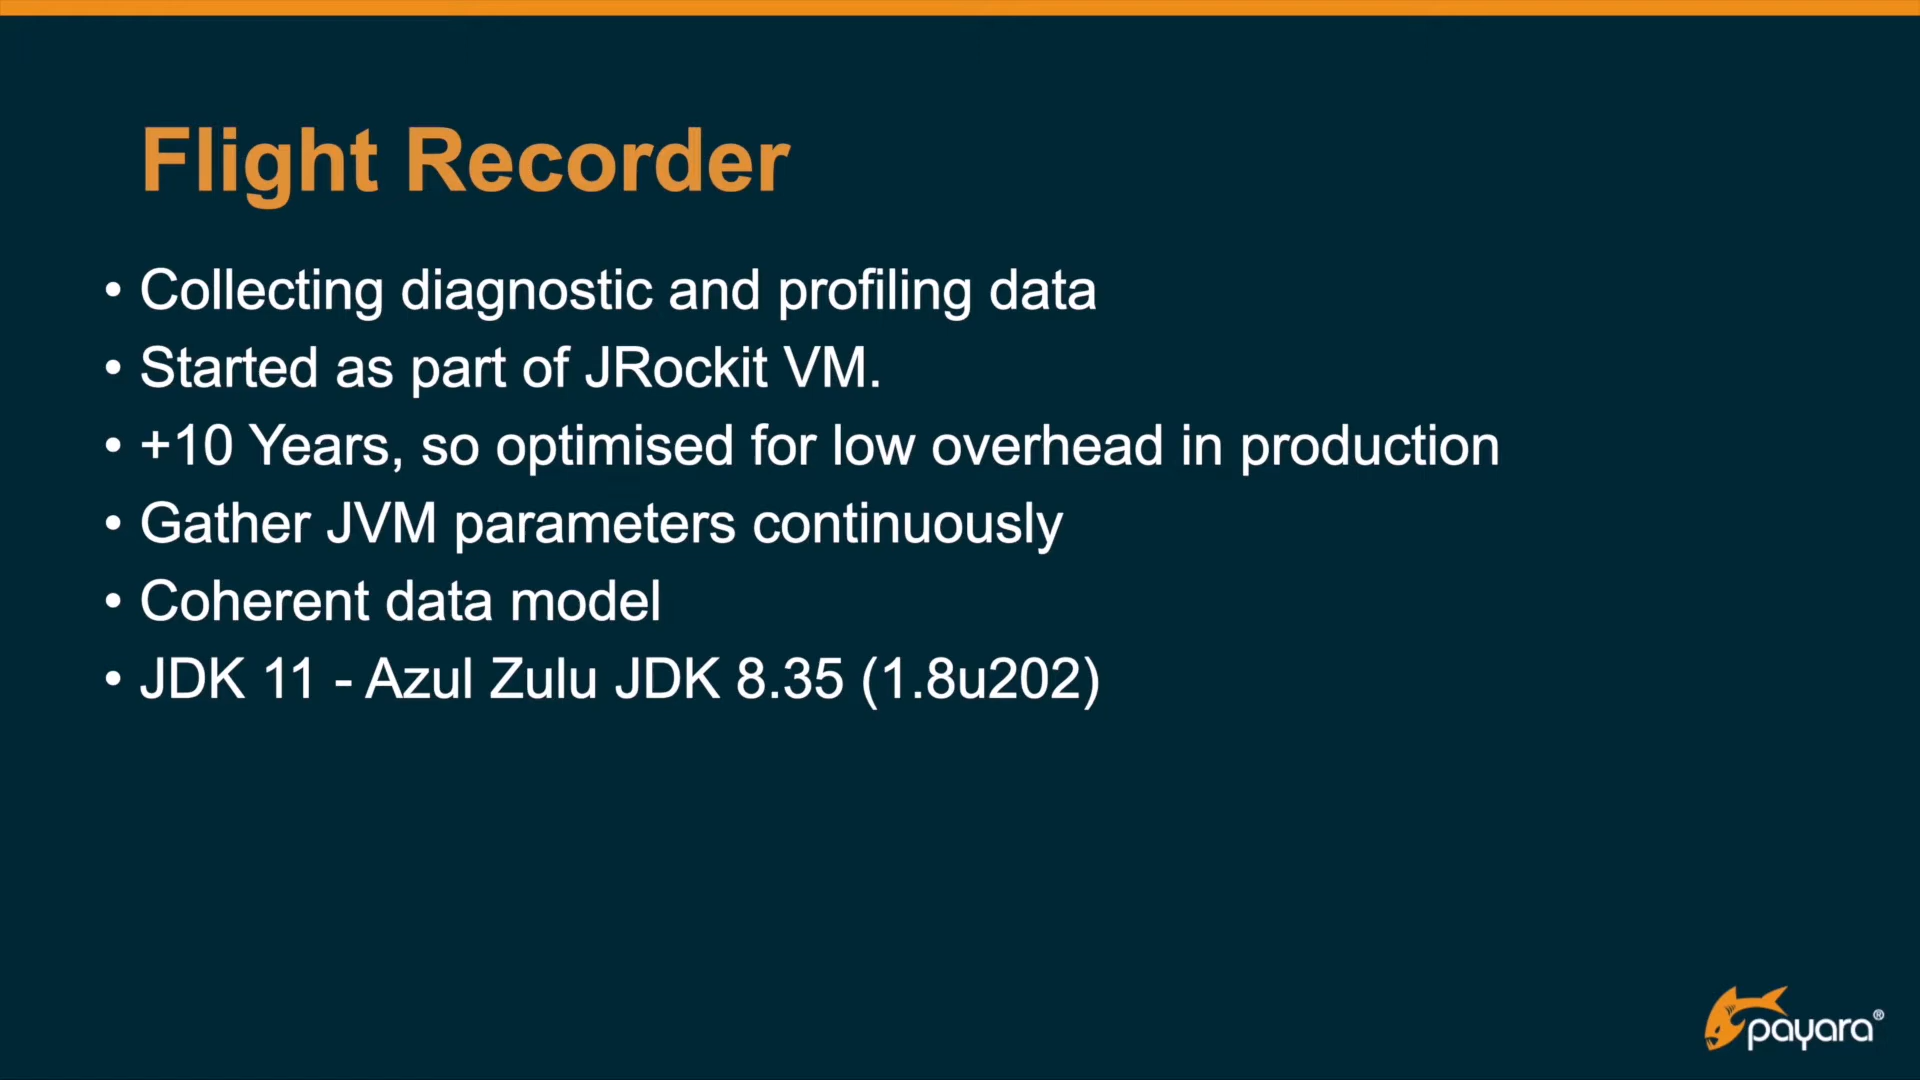 Flight Recorder
• Collecting diagnostic and profiling data
• Started as part of JRockit VM.
• +10 Years, so optimised for low overhead in production
• Gather JVM parameters continuously
• Coherent data model
• JDK 11 - Azul Zulu JDK 8.35 (1.8u202)
payara®